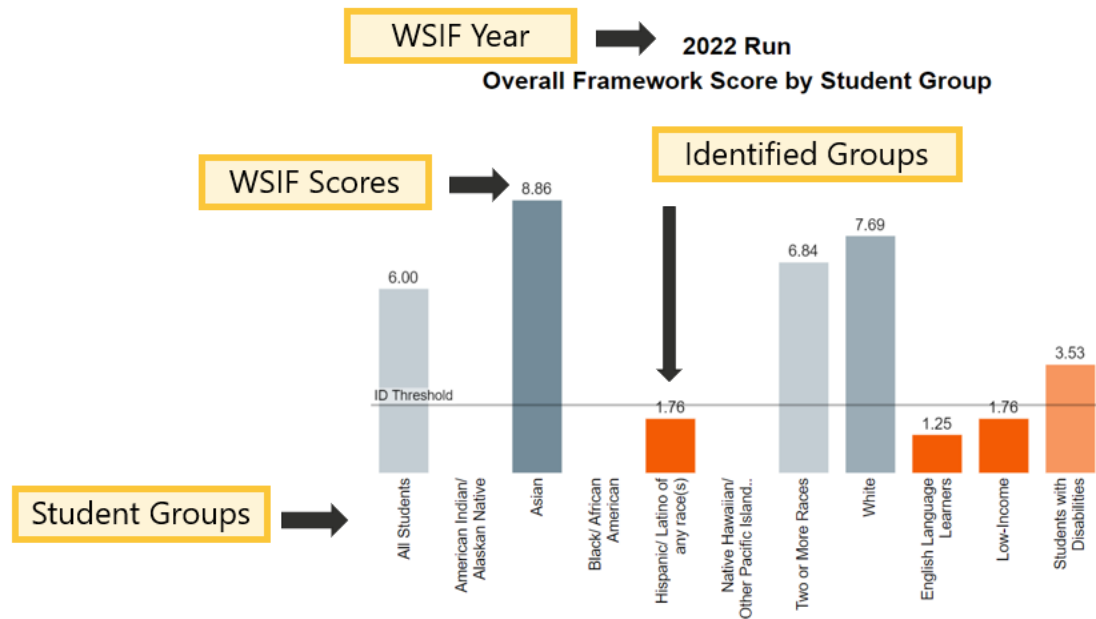 WSIF Year
2022 Run
Overall Framework Score by Student Group
Identified Groups
WSIF Scores
8.86
7.69
6.84
6.00
3.53
ID Threshold
1.76
1.25
1.76
Student Groups
All Students
American Indian/
Alaskan Native
Asian
Black/ African
American
Hispanic/ Latino of
any race(s)
Native Hawaiian/
Other Pacific Island..
Two or More Races
White
English Language
Learners
Low-Income
Students with
Disabilities